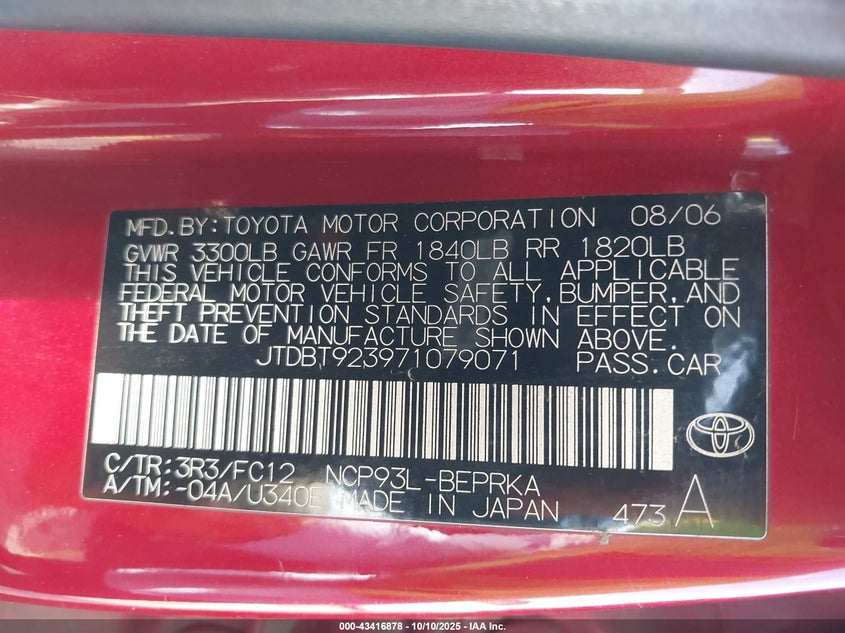 MFD. BY: TOYOTA MOTOR CORPORATION 08/06
GVWR 3300LB GAWR FR 1840LB RR 1820LB
THIS VEHICLE CONFORMS TO ALL APPLICABLE
FEDERAL MOTOR VEHICLE SAFETY, BUMPER, AND
THEFT PREVENTION STANDARDS IN EFFECT ON
THE DATE OF MANUFACTURE SHOWN ABOVE.
JTDBT923971079071 PASS. CAR
C/TR: 3R3/FC12 NCP93L-BEPRKA
A/TM: -04A/U340E MADE IN JAPAN 473 A
000-43416878 | 10/10/2025 - © IAA Inc.